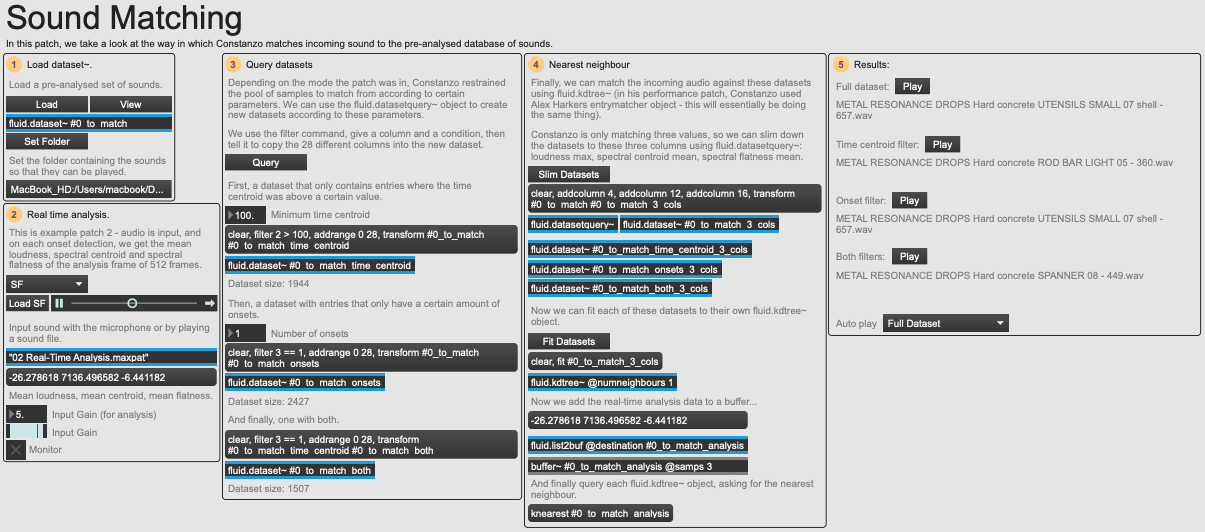 Sound Matching
In this patch, we take a look at the way in which Constanzo matches incoming sound to the pre-analysed database of sounds.
1 Load dataset~.
Load a pre-analysed set of sounds.
Load View
fluid.dataset~ #0_to_match
Set Folder
Set the folder containing the sounds
so that they can be played.
MacBook_HD:/Users/macbook/D...
2 Real time analysis.
This is example patch 2 - audio is input, and
on each onset detection, we get the mean
loudness, spectral centroid and spectral
flatness of the analysis frame of 512 frames.
SF
Load SF
Input sound with the microphone or by playing
a sound file.
"02 Real-Time Analysis.maxpat"
-26.278618 7136.496582 -6.441182
Mean loudness, mean centroid, mean flatness.
5. Input Gain (for analysis)
Input Gain
Monitor
3 Query datasets
Depending on the mode the patch was in, Constanzo restrained
the pool of samples to match from according to certain
parameters. We can use the fluid.datasetquery~ object to create
new datasets according to these parameters.
We use the filter command, give a column and a condition, then
tell it to copy the 28 different columns into the new dataset.
Query
First, a dataset that only contains entries where the time
centroid was above a certain value.
100. Minimum time centroid
clear, filter 2 > 100, addrange 0 28, transform #0_to_match
#0_to_match_time_centroid
fluid.dataset~ #0_to_match_time_centroid
Dataset size: 1944
Then, a dataset with entries that only have a certain amount of
onsets.
1 Number of onsets
clear, filter 3 == 1, addrange 0 28, transform #0_to_match
#0_to_match_onsets
fluid.dataset~ #0_to_match_onsets
Dataset size: 2427
And finally, one with both.
clear, filter 3 == 1, addrange 0 28, transform
#0_to_match_time_centroid #0_to_match_both
fluid.dataset~ #0_to_match_both
Dataset size: 1507
4 Nearest neighbour
Finally, we can match the incoming audio against these datasets
using fluid.kdtree~ (in his performance patch, Constanzo used
Alex Harkers entrymatcher object - this will essentially be doing
the same thing).
Constanzo is only matching three values, so we can slim down
the datasets to these three columns using fluid.datasetquery~:
loudness max, spectral centroid mean, spectral flatness mean.
Slim Datasets
clear, addcolumn 4, addcolumn 12, addcolumn 16, transform
#0_to_match #0_to_match_3_cols
fluid.datasetquery~ fluid.dataset~ #0_to_match_3_cols
fluid.dataset~ #0_to_match_time_centroid_3_cols
fluid.dataset~ #0_to_match_onsets_3_cols
fluid.dataset~ #0_to_match_both_3_cols
Now we can fit each of these datasets to their own fluid.kdtree~
object.
Fit Datasets
clear, fit #0_to_match_3_cols
fluid.kdtree~ @numneighbours 1
Now we add the real-time analysis data to a buffer...
-26.278618 7136.496582 -6.441182
fluid.list2buf @destination #0_to_match_analysis
buffer~ #0_to_match_analysis @samps 3
And finally query each fluid.kdtree~ object, asking for the nearest
neighbour.
knearest #0_to_match_analysis
5 Results:
Full dataset: Play
METAL RESONANCE DROPS Hard concrete UTENSILS SMALL 07 shell -
657.wav
Time centroid filter: Play
METAL RESONANCE DROPS Hard concrete ROD BAR LIGHT 05 - 360.wav
Onset filter: Play
METAL RESONANCE DROPS Hard concrete UTENSILS SMALL 07 shell -
657.wav
Both filters: Play
METAL RESONANCE DROPS Hard concrete SPANNER 08 - 449.wav
Auto play Full Dataset